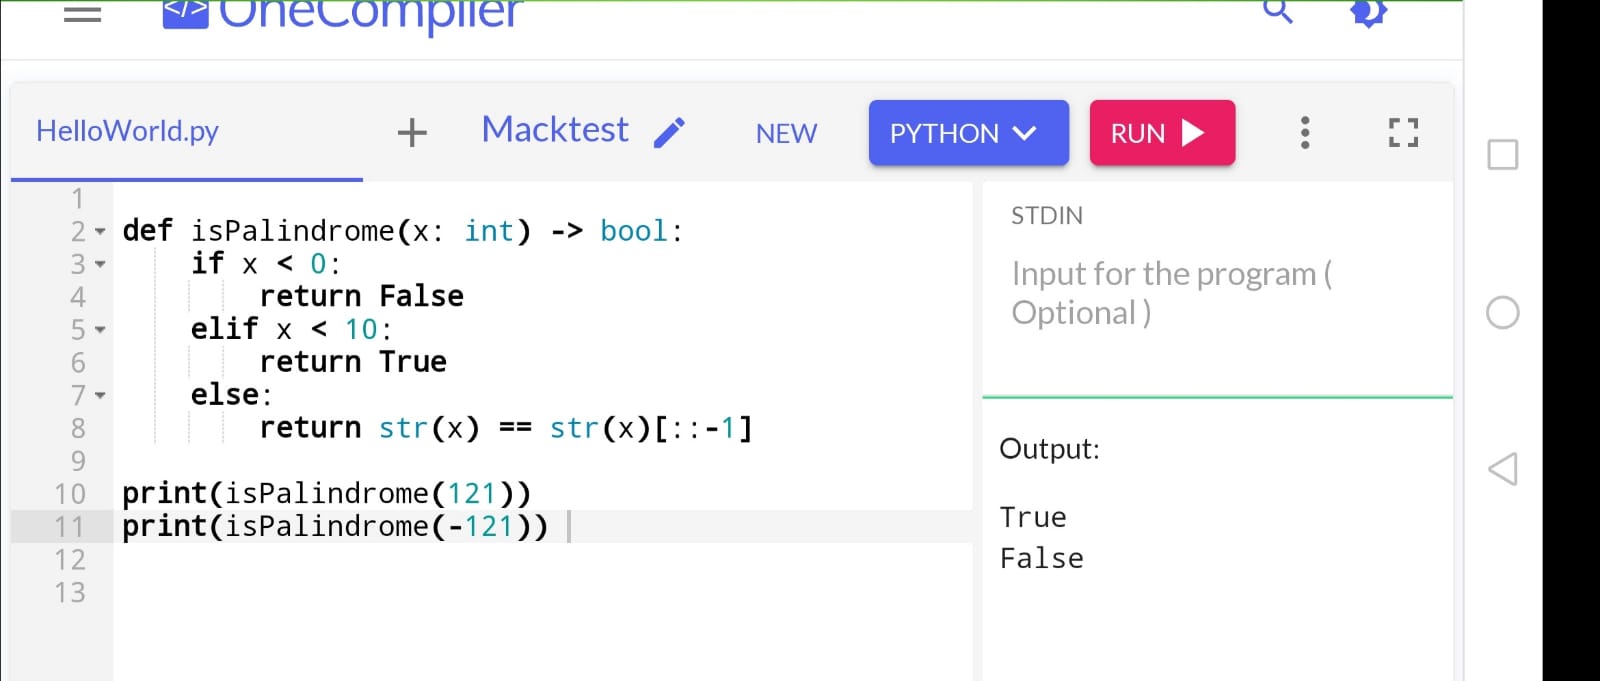 </> OneCompiler
HelloWorld.py + Macktest NEW PYTHON RUN
1
2 def isPalindrome(x: int) -> bool:
3     if x < 0:
4         return False
5     elif x < 10:
6         return True
7     else:
8         return str(x) == str(x)[::-1]
9
10 print(isPalindrome(121))
11 print(isPalindrome(-121))
12
13
STDIN
Input for the program (
Optional )
Output:
True
False